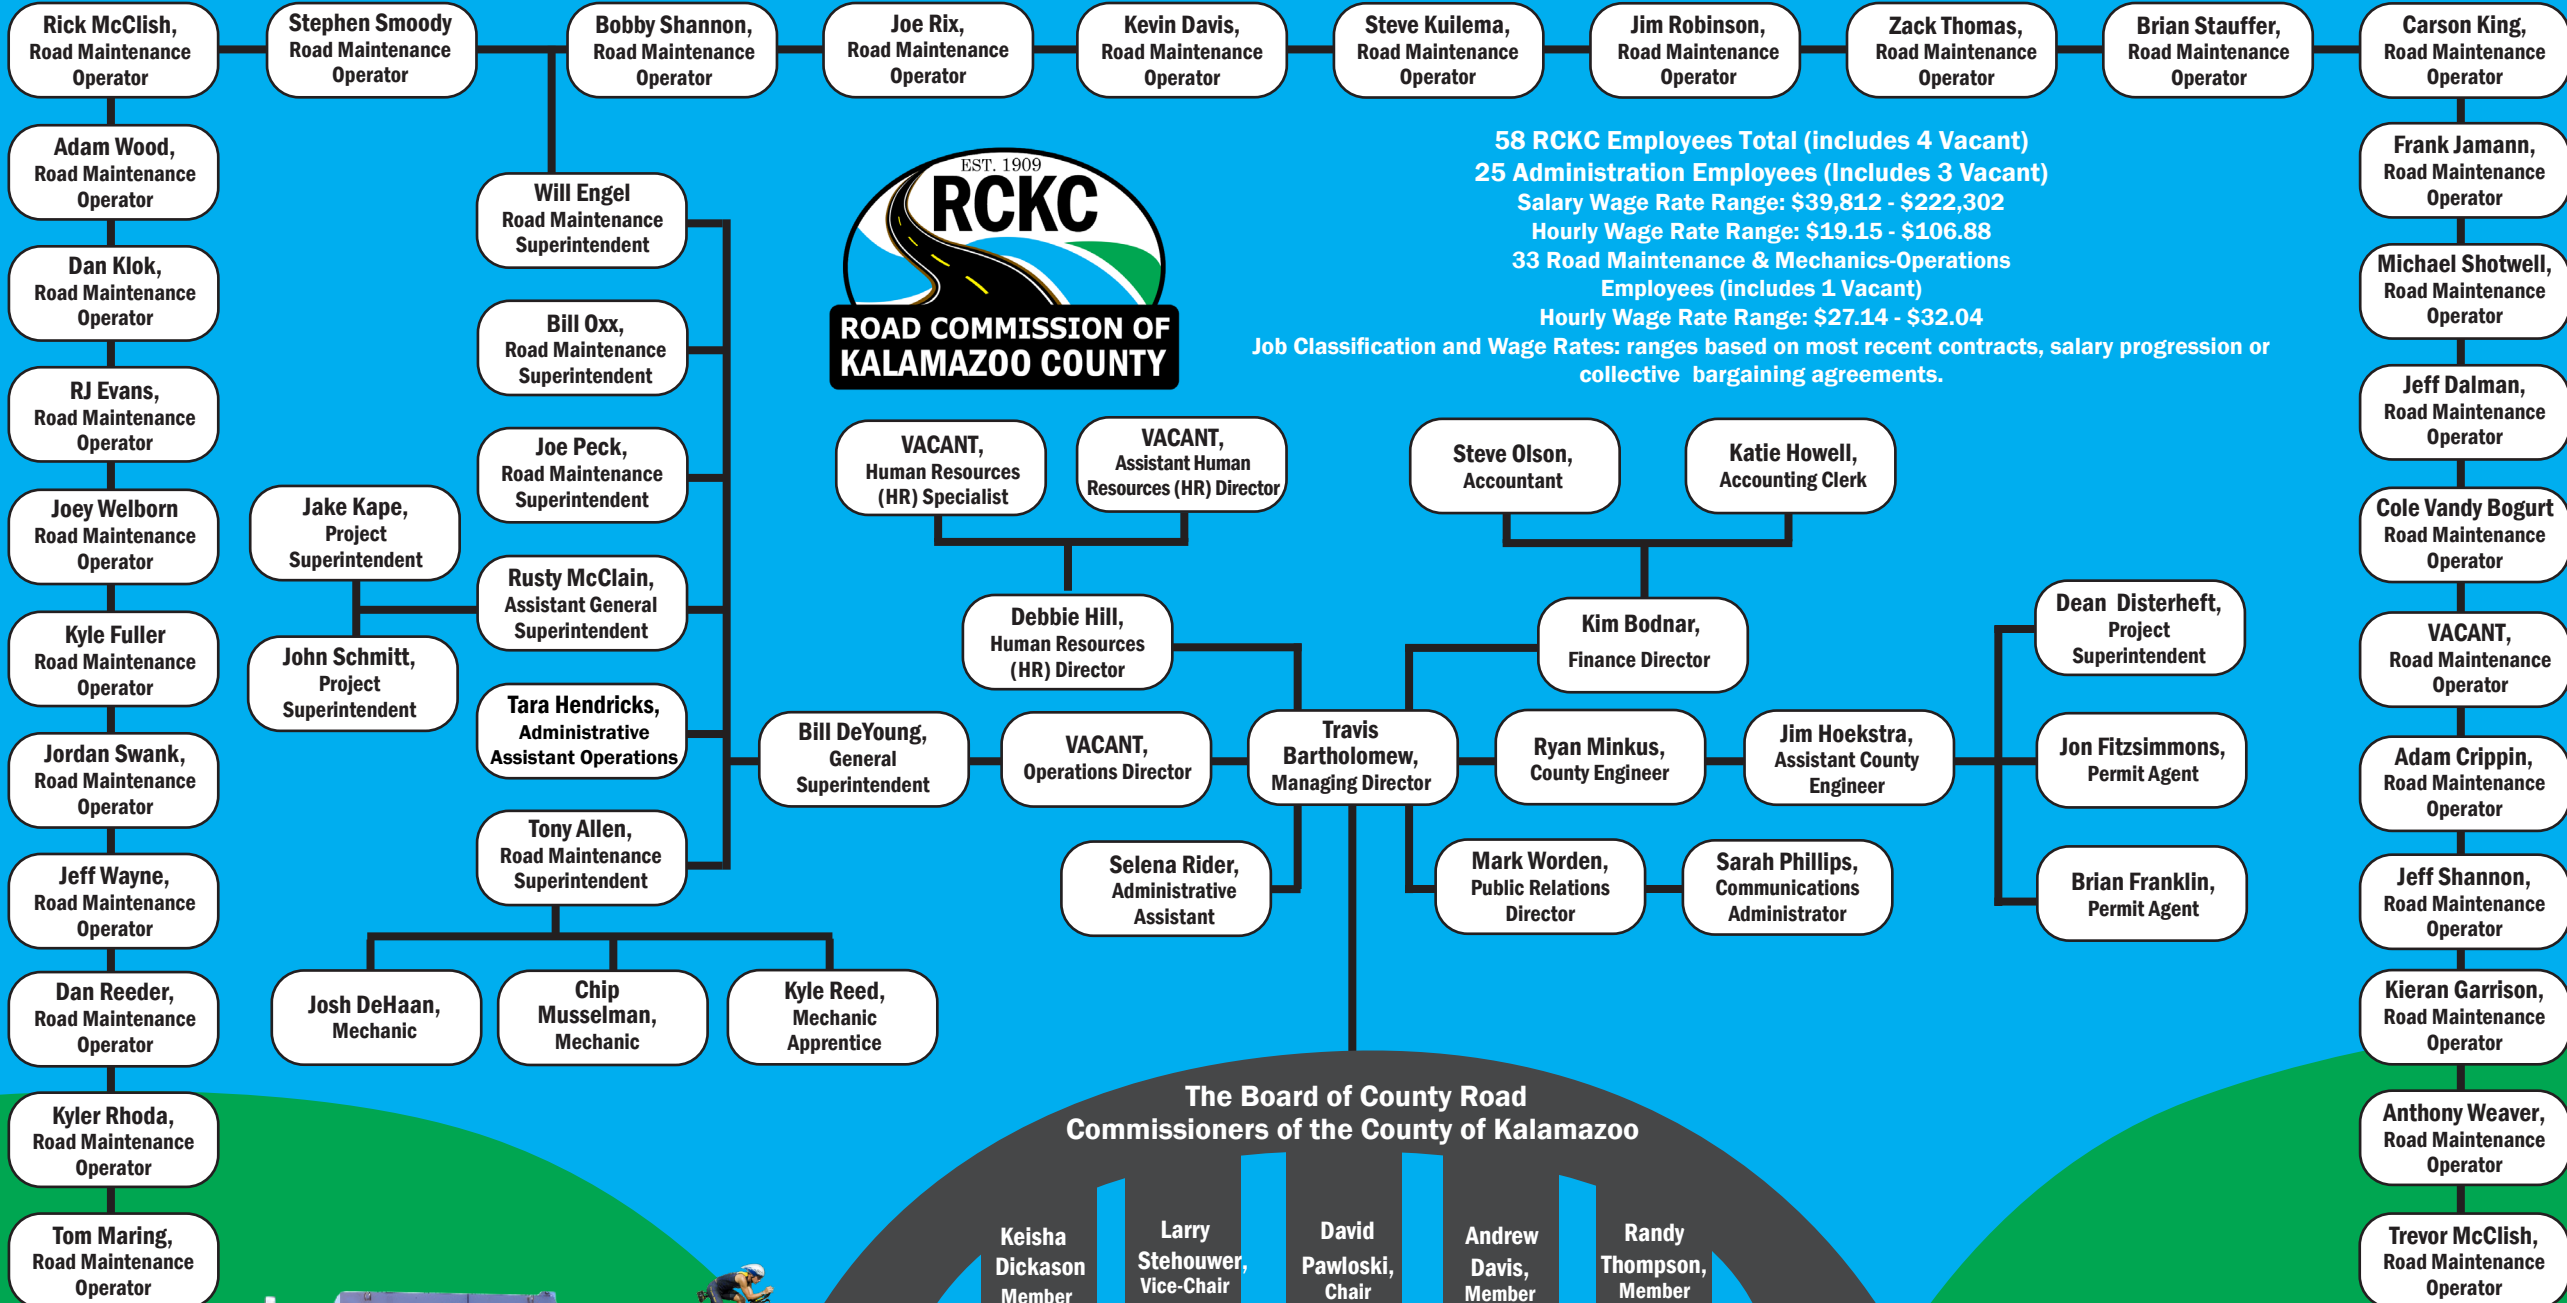 Rick McClish,
Road Maintenance
Operator
Stephen Smoody
Road Maintenance
Operator
Bobby Shannon,
Road Maintenance
Operator
Joe Rix,
Road Maintenance
Operator
Kevin Davis,
Road Maintenance
Operator
Steve Kuilema,
Road Maintenance
Operator
Jim Robinson,
Road Maintenance
Operator
Zack Thomas,
Road Maintenance
Operator
Brian Stauffer,
Road Maintenance
Operator
Carson King,
Road Maintenance
Operator
Adam Wood,
Road Maintenance
Operator
Dan Klok,
Road Maintenance
Operator
RJ Evans,
Road Maintenance
Operator
Joey Welborn
Road Maintenance
Operator
Kyle Fuller
Road Maintenance
Operator
Jordan Swank,
Road Maintenance
Operator
Jeff Wayne,
Road Maintenance
Operator
Dan Reeder,
Road Maintenance
Operator
Kyler Rhoda,
Road Maintenance
Operator
Tom Maring,
Road Maintenance
Operator
Jake Kape,
Project
Superintendent
John Schmitt,
Project
Superintendent
Will Engel
Road Maintenance
Superintendent
Bill Oxx,
Road Maintenance
Superintendent
Joe Peck,
Road Maintenance
Superintendent
Rusty McClain,
Assistant General
Superintendent
Tara Hendricks,
Administrative
Assistant Operations
Tony Allen,
Road Maintenance
Superintendent
Josh DeHaan,
Mechanic
Chip
Musselman,
Mechanic
Kyle Reed,
Mechanic
Apprentice
EST. 1909
RCKC
ROAD COMMISSION OF
KALAMAZOO COUNTY
58 RCKC Employees Total (includes 4 Vacant)
25 Administration Employees (Includes 3 Vacant)
Salary Wage Rate Range: $39,812 - $222,302
Hourly Wage Rate Range: $19.15 - $106.88
33 Road Maintenance & Mechanics-Operations
Employees (includes 1 Vacant)
Hourly Wage Rate Range: $27.14 - $32.04
Job Classification and Wage Rates: ranges based on most recent contracts, salary progression or
collective bargaining agreements.
VACANT,
Human Resources
(HR) Specialist
VACANT,
Assistant Human
Resources (HR) Director
Steve Olson,
Accountant
Katie Howell,
Accounting Clerk
Debbie Hill,
Human Resources
(HR) Director
Kim Bodnar,
Finance Director
Bill DeYoung,
General
Superintendent
VACANT,
Operations Director
Travis
Bartholomew,
Managing Director
Ryan Minkus,
County Engineer
Jim Hoekstra,
Assistant County
Engineer
Dean Disterheft,
Project
Superintendent
Jon Fitzsimmons,
Permit Agent
Brian Franklin,
Permit Agent
Selena Rider,
Administrative
Assistant
Mark Worden,
Public Relations
Director
Sarah Phillips,
Communications
Administrator
Frank Jamann,
Road Maintenance
Operator
Michael Shotwell,
Road Maintenance
Operator
Jeff Dalman,
Road Maintenance
Operator
Cole Vandy Bogurt
Road Maintenance
Operator
VACANT,
Road Maintenance
Operator
Adam Crippin,
Road Maintenance
Operator
Jeff Shannon,
Road Maintenance
Operator
Kieran Garrison,
Road Maintenance
Operator
Anthony Weaver,
Road Maintenance
Operator
Trevor McClish,
Road Maintenance
Operator
The Board of County Road
Commissioners of the County of Kalamazoo
Keisha
Dickason
Member
Larry
Stehouwer,
Vice-Chair
David
Pawloski,
Chair
Andrew
Davis,
Member
Randy
Thompson,
Member